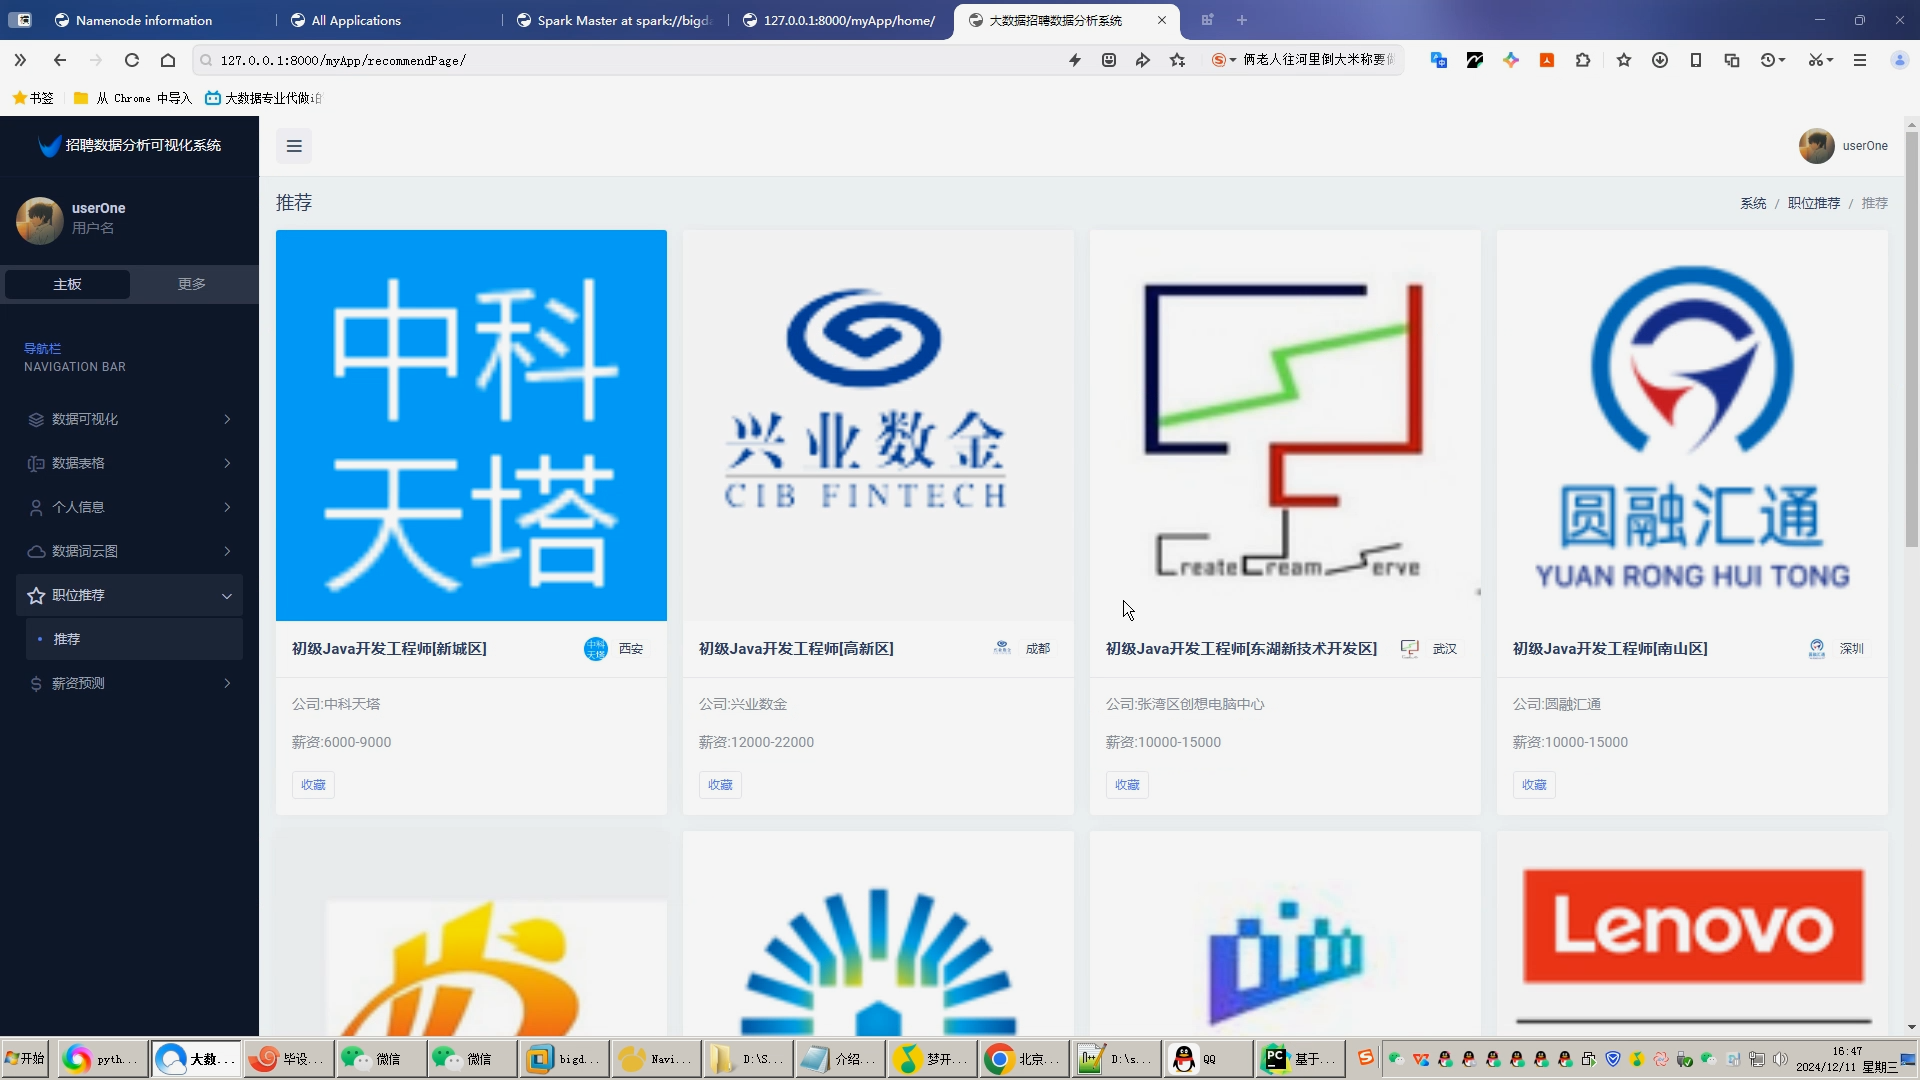 Namenode information
All Applications
Spark Master at spark://bigda
127.0.0.1:8000/myApp/home/
大数据招聘数据分析系统
127.0.0.1:8000/myApp/recommendPage/
俩老人往河里倒大米称要
书签
从 Chrome 中导入
大数据专业代做
招聘数据分析可视化系统
userOne
userOne
用户名
推荐
系统 / 职位推荐 / 推荐
主板
更多
导航栏
NAVIGATION BAR
数据可视化
数据表格
个人信息
数据词云图
职位推荐
推荐
薪资预测
中科
天塔
兴业数金
CIB FINTECH
Create Cream Serve
圆融汇通
YUAN RONG HUI TONG
初级Java开发工程师[新城区]
中科
天塔
西安
初级Java开发工程师[高新区]
成都
初级Java开发工程师[东湖新技术开发区]
武汉
初级Java开发工程师[南山区]
深圳
公司:中科天塔
公司:兴业数金
公司:张湾区创想电脑中心
公司:圆融汇通
薪资:6000-9000
薪资:12000-22000
薪资:10000-15000
薪资:10000-15000
收藏
收藏
收藏
收藏
Lenovo
开始
pyth...
大数...
毕设...
微信
微信
bigd...
Navi...
D:\S...
介绍...
梦开...
北京...
D:\s...
QQ
基于...
16:47
2024/12/11 星期三